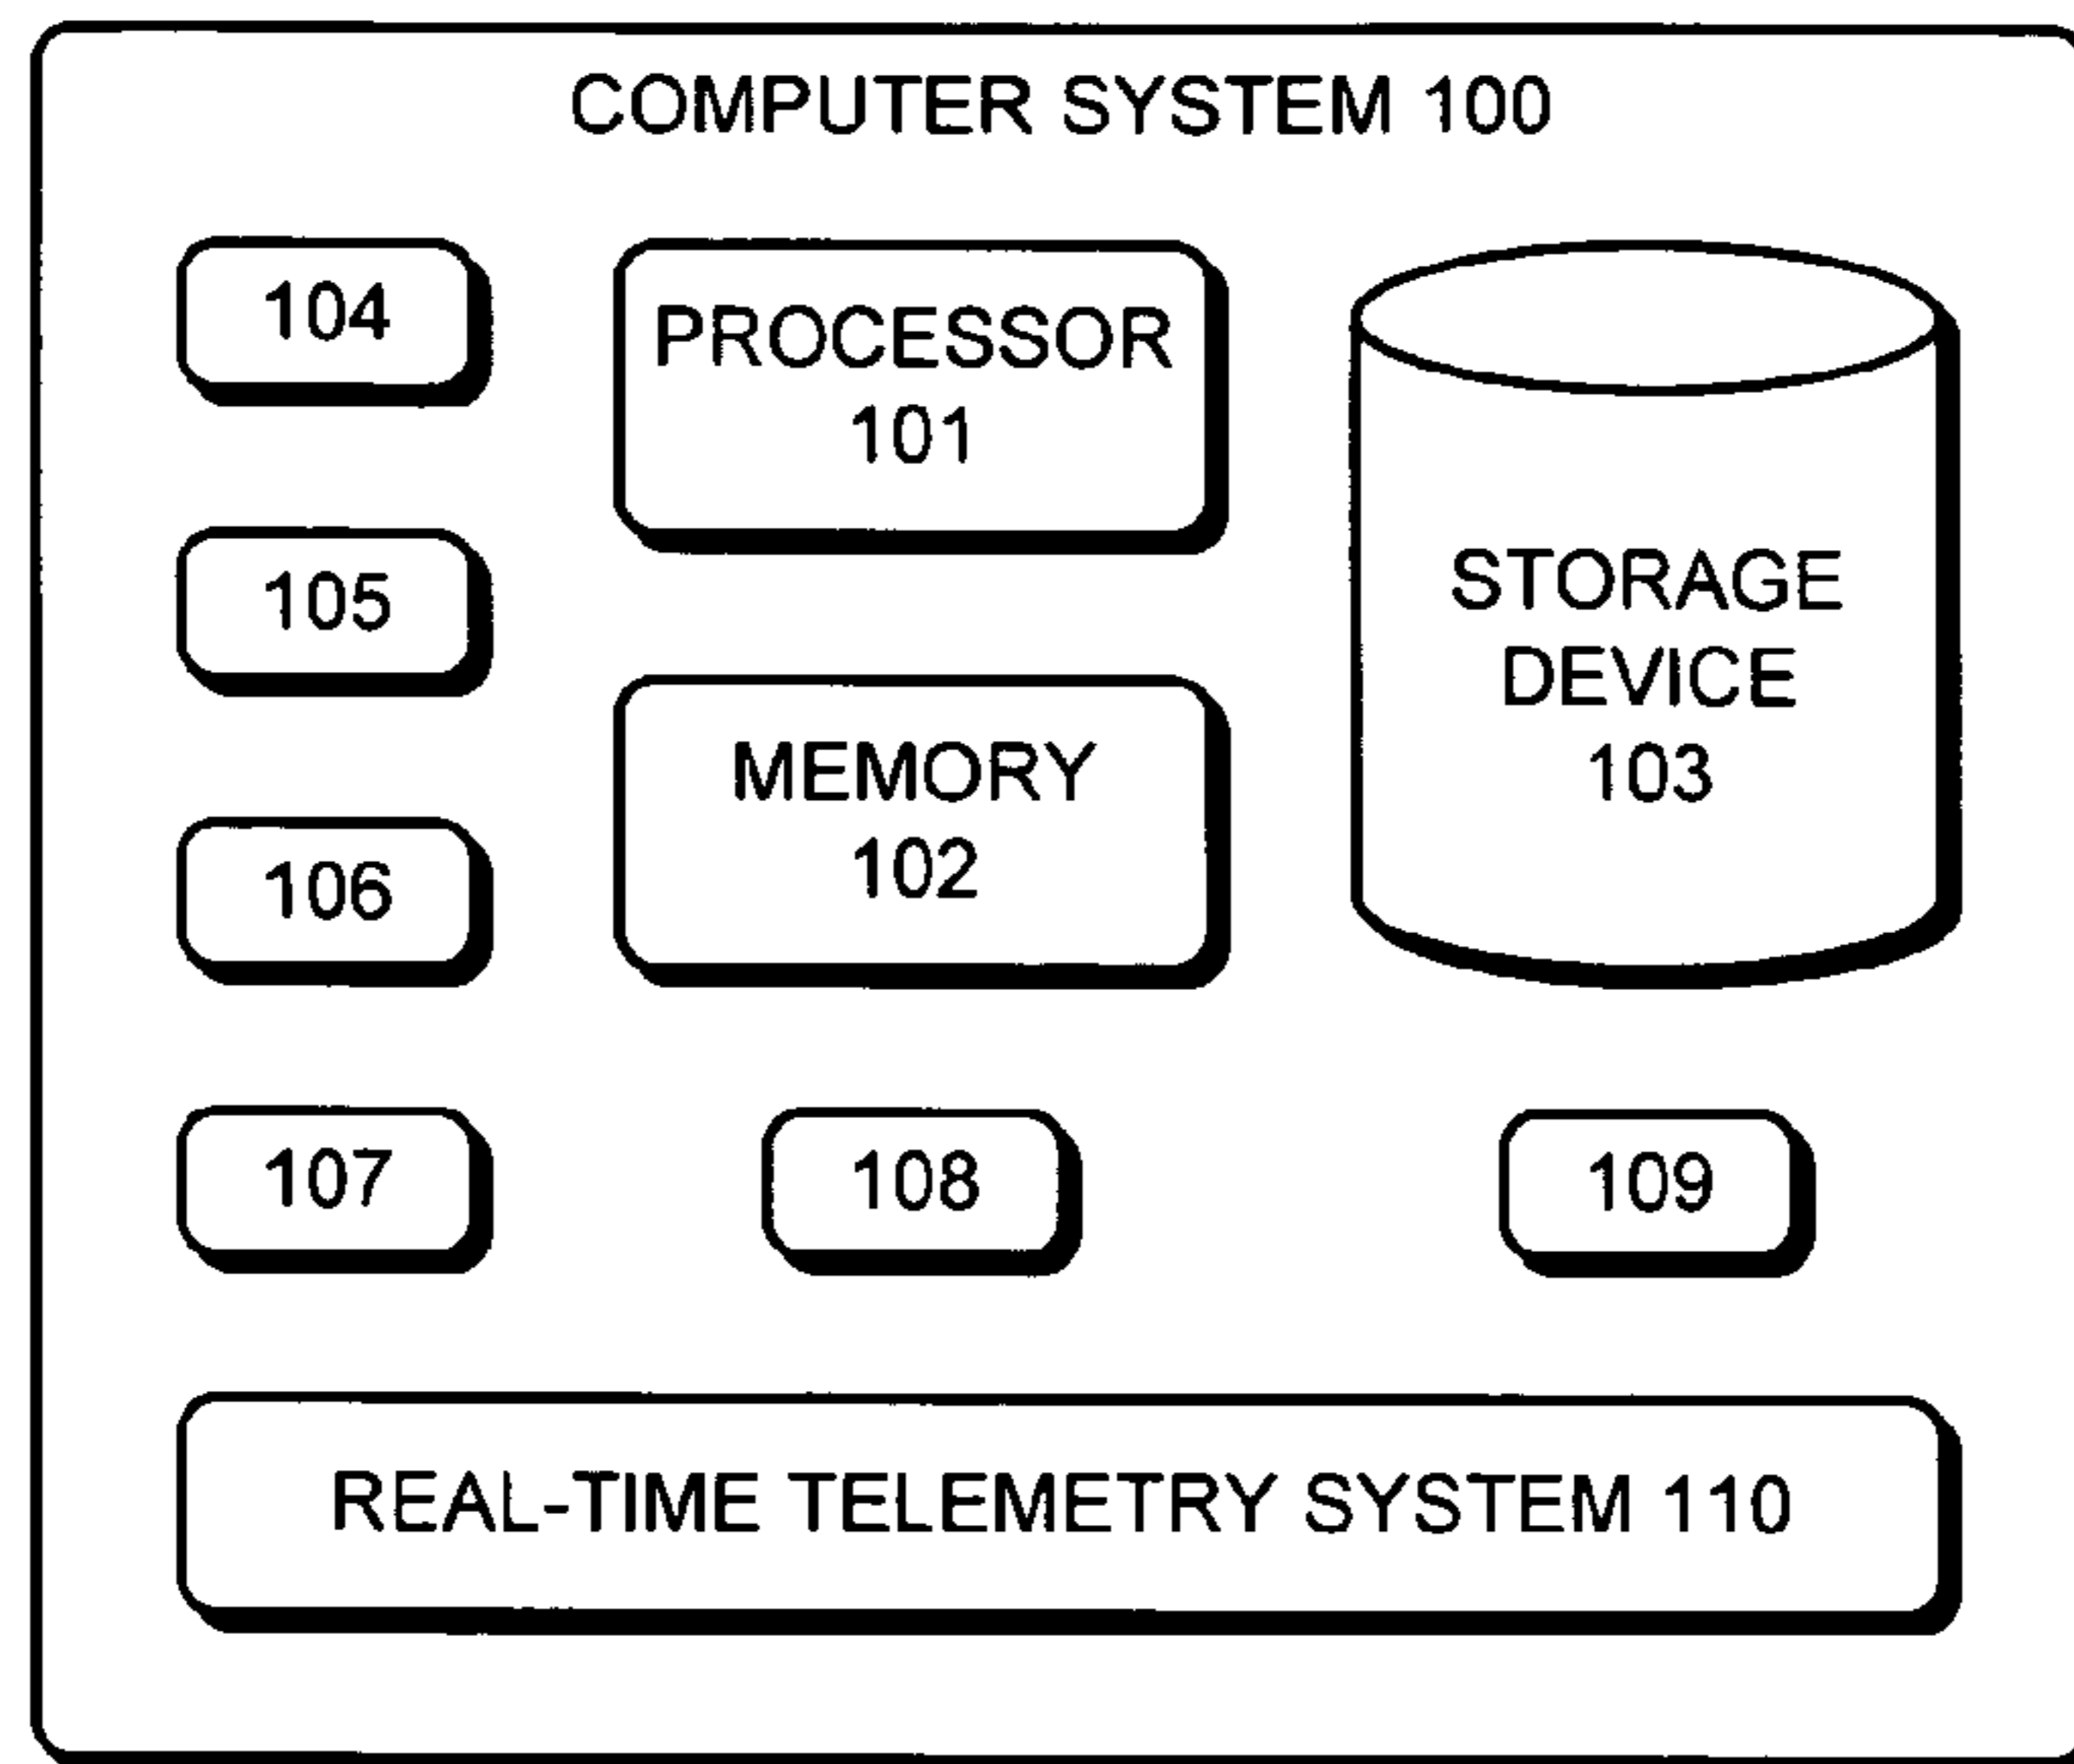 COMPUTER SYSTEM 100
104
PROCESSOR
101
105
STORAGE
DEVICE
103
MEMORY
102
106
107
108
109
REAL-TIME TELEMETRY SYSTEM 110